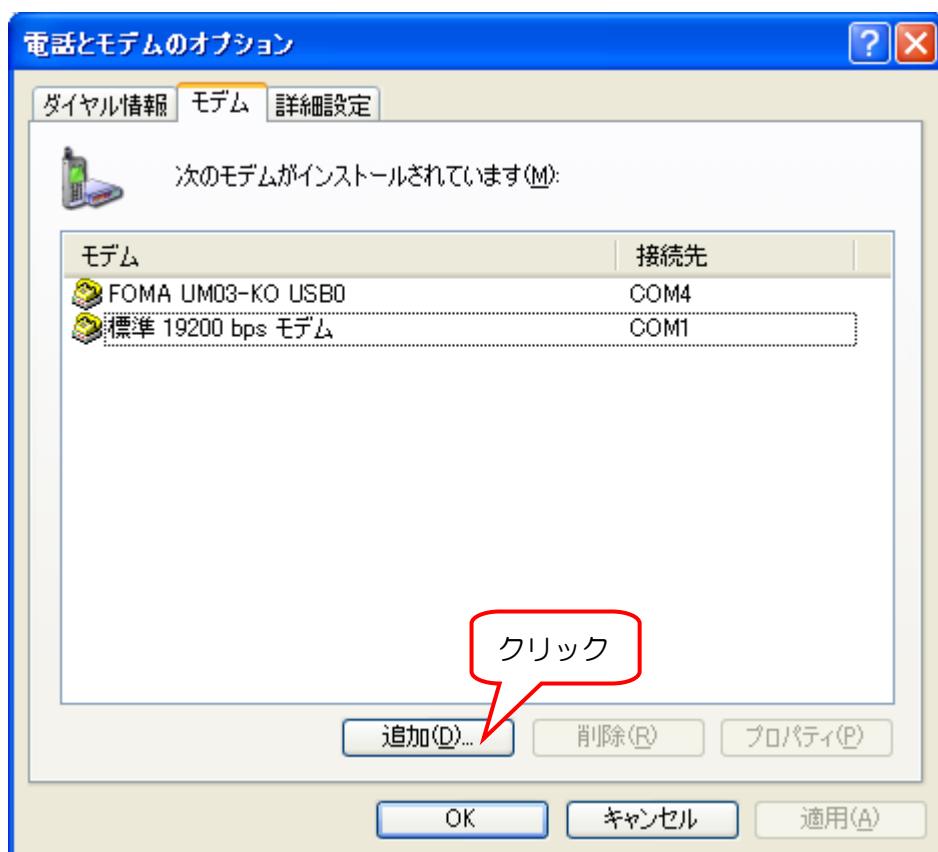 電話とモデムのオプション
ダイヤル情報 モデム 詳細設定
次のモデムがインストールされています(M):
モデム 接続先
FOMA UM03-KO USB0 COM4
標準 19200 bps モデム COM1
クリック
追加(D)... 削除(R) プロパティ(P)
OK キャンセル 適用(A)